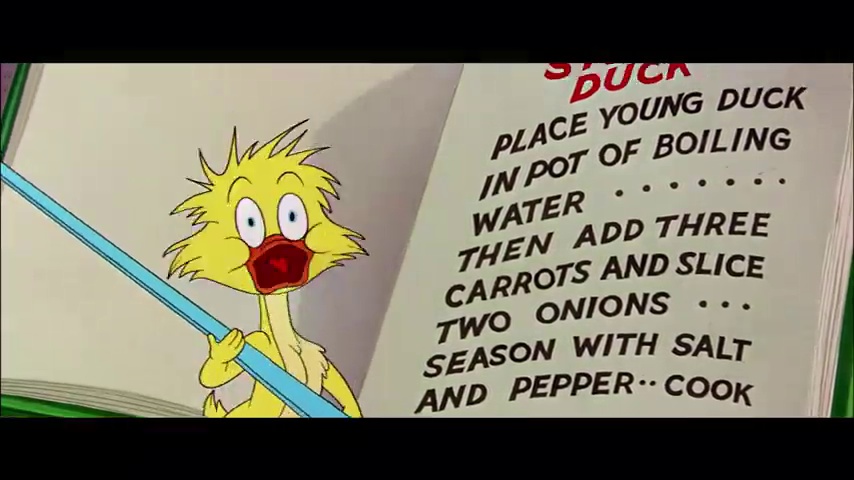 DUCK
PLACE YOUNG DUCK
IN POT OF BOILING
WATER ........
THEN ADD THREE
CARROTS AND SLICE
TWO ONIONS ...
SEASON WITH SALT
AND PEPPER.. COOK